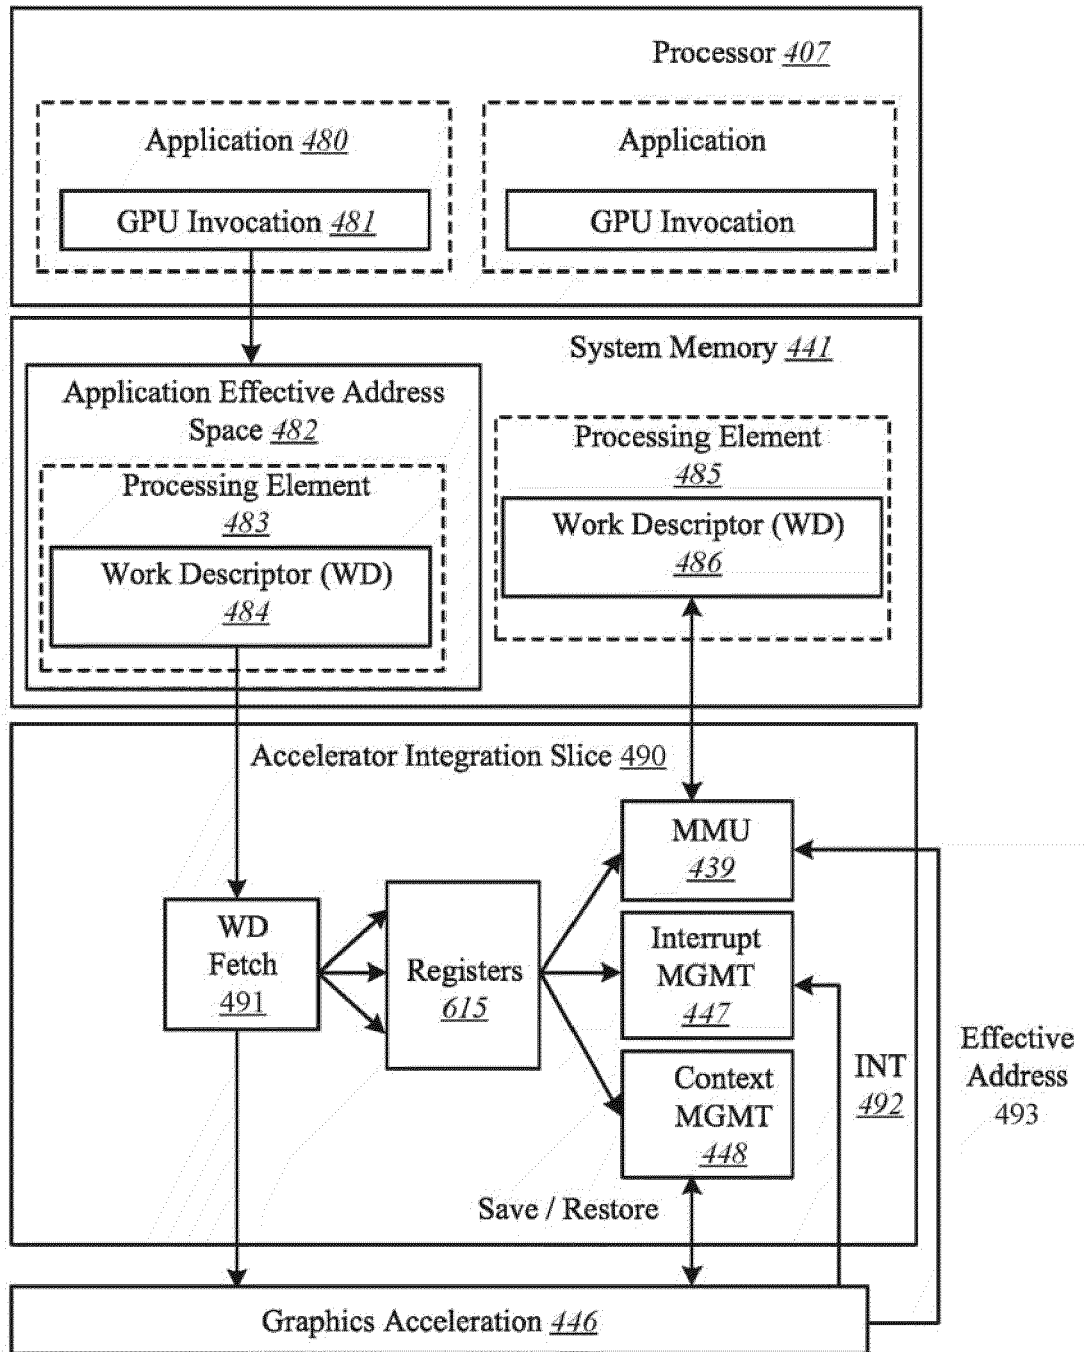 Processor 407
Application 480
GPU Invocation 481
Application
GPU Invocation
System Memory 441
Application Effective Address
Space 482
Processing Element
483
Work Descriptor (WD)
484
Processing Element
485
Work Descriptor (WD)
486
Accelerator Integration Slice 490
WD
Fetch
491
Registers
615
MMU
439
Interrupt
MGMT
447
Context
MGMT
448
INT
492
Effective
Address
493
Save / Restore
Graphics Acceleration 446